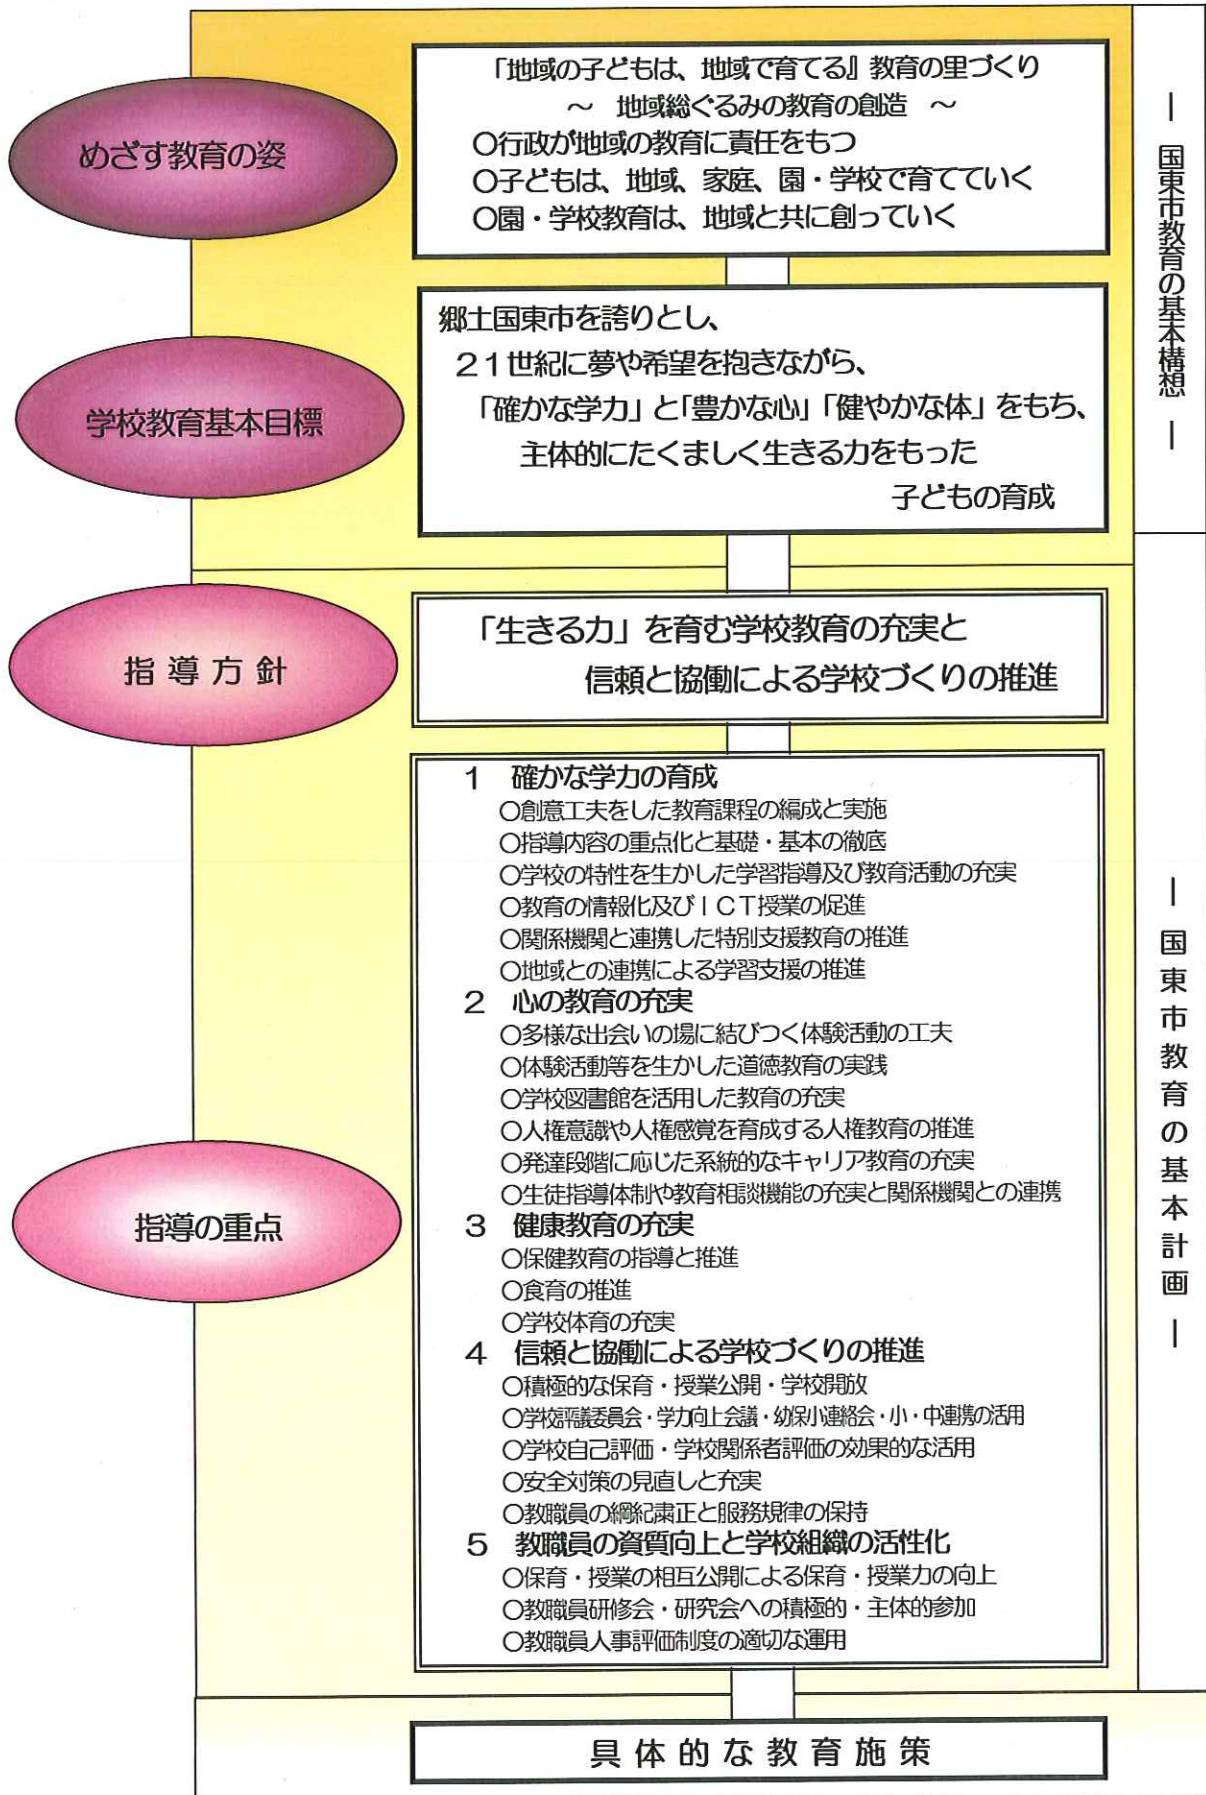 めざす教育の姿
「地域の子どもは、地域で育てる』教育の里づくり
～ 地域総ぐるみの教育の創造 ～
○行政が地域の教育に責任をもつ
○子どもは、地域、家庭、園・学校で育てていく
○園・学校教育は、地域と共に創っていく
― 国東市教育の基本構想 ―
学校教育基本目標
郷土国東市を誇りとし、
21世紀に夢や希望を抱きながら、
「確かな学力」と「豊かな心」「健やかな体」をもち、
主体的にたくましく生きる力をもった
子どもの育成
指導方針
「生きる力」を育む学校教育の充実と
信頼と協働による学校づくりの推進
指導の重点
1 確かな学力の育成
○創意工夫をした教育課程の編成と実施
○指導内容の重点化と基礎・基本の徹底
○学校の特性を生かした学習指導及び教育活動の充実
○教育の情報化及びICT授業の促進
○関係機関と連携した特別支援教育の推進
○地域との連携による学習支援の推進
2 心の教育の充実
○多様な出会いの場に結びつく体験活動の工夫
○体験活動等を生かした道徳教育の実践
○学校図書館を活用した教育の充実
○人権意識や人権感覚を育成する人権教育の推進
○発達段階に応じた系統的なキャリア教育の充実
○生徒指導体制や教育相談機能の充実と関係機関との連携
3 健康教育の充実
○保健教育の指導と推進
○食育の推進
○学校体育の充実
4 信頼と協働による学校づくりの推進
○積極的な保育・授業公開・学校開放
○学校評議委員会・学力向上会議・幼保小連絡会・小・中連携の活用
○学校自己評価・学校関係者評価の効果的な活用
○安全対策の見直しと充実
○教職員の綱紀粛正と服務規律の保持
5 教職員の資質向上と学校組織の活性化
○保育・授業の相互公開による保育・授業力の向上
○教職員研修会・研究会への積極的・主体的参加
○教職員人事評価制度の適切な運用
― 国東市教育の基本計画 ―
具体的な教育施策